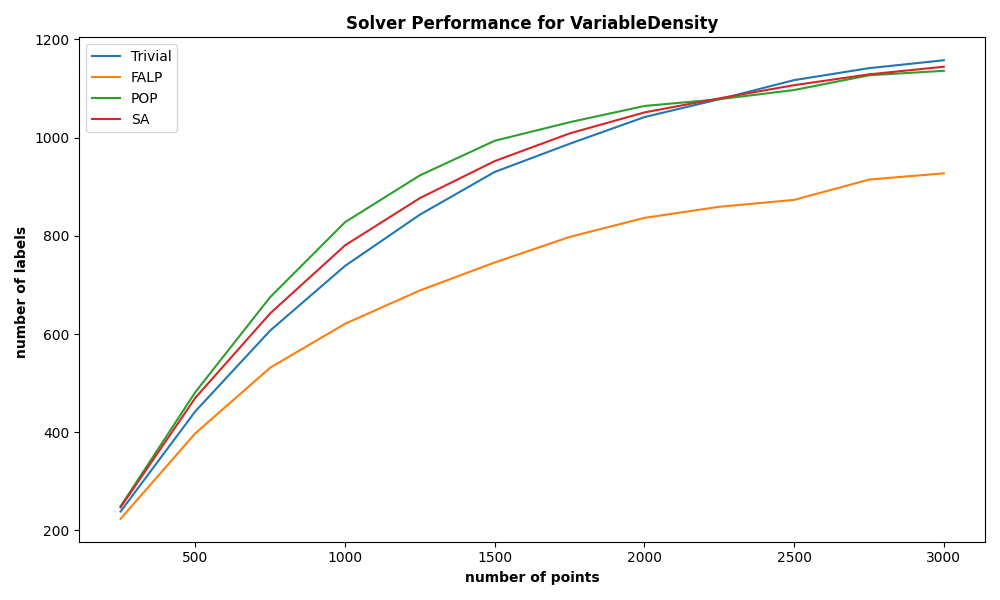 Solver Performance for VariableDensity
Trivial
FALP
POP
SA
number of labels
1200
1000
800
600
400
200
500 1000 1500 2000 2500 3000
number of points